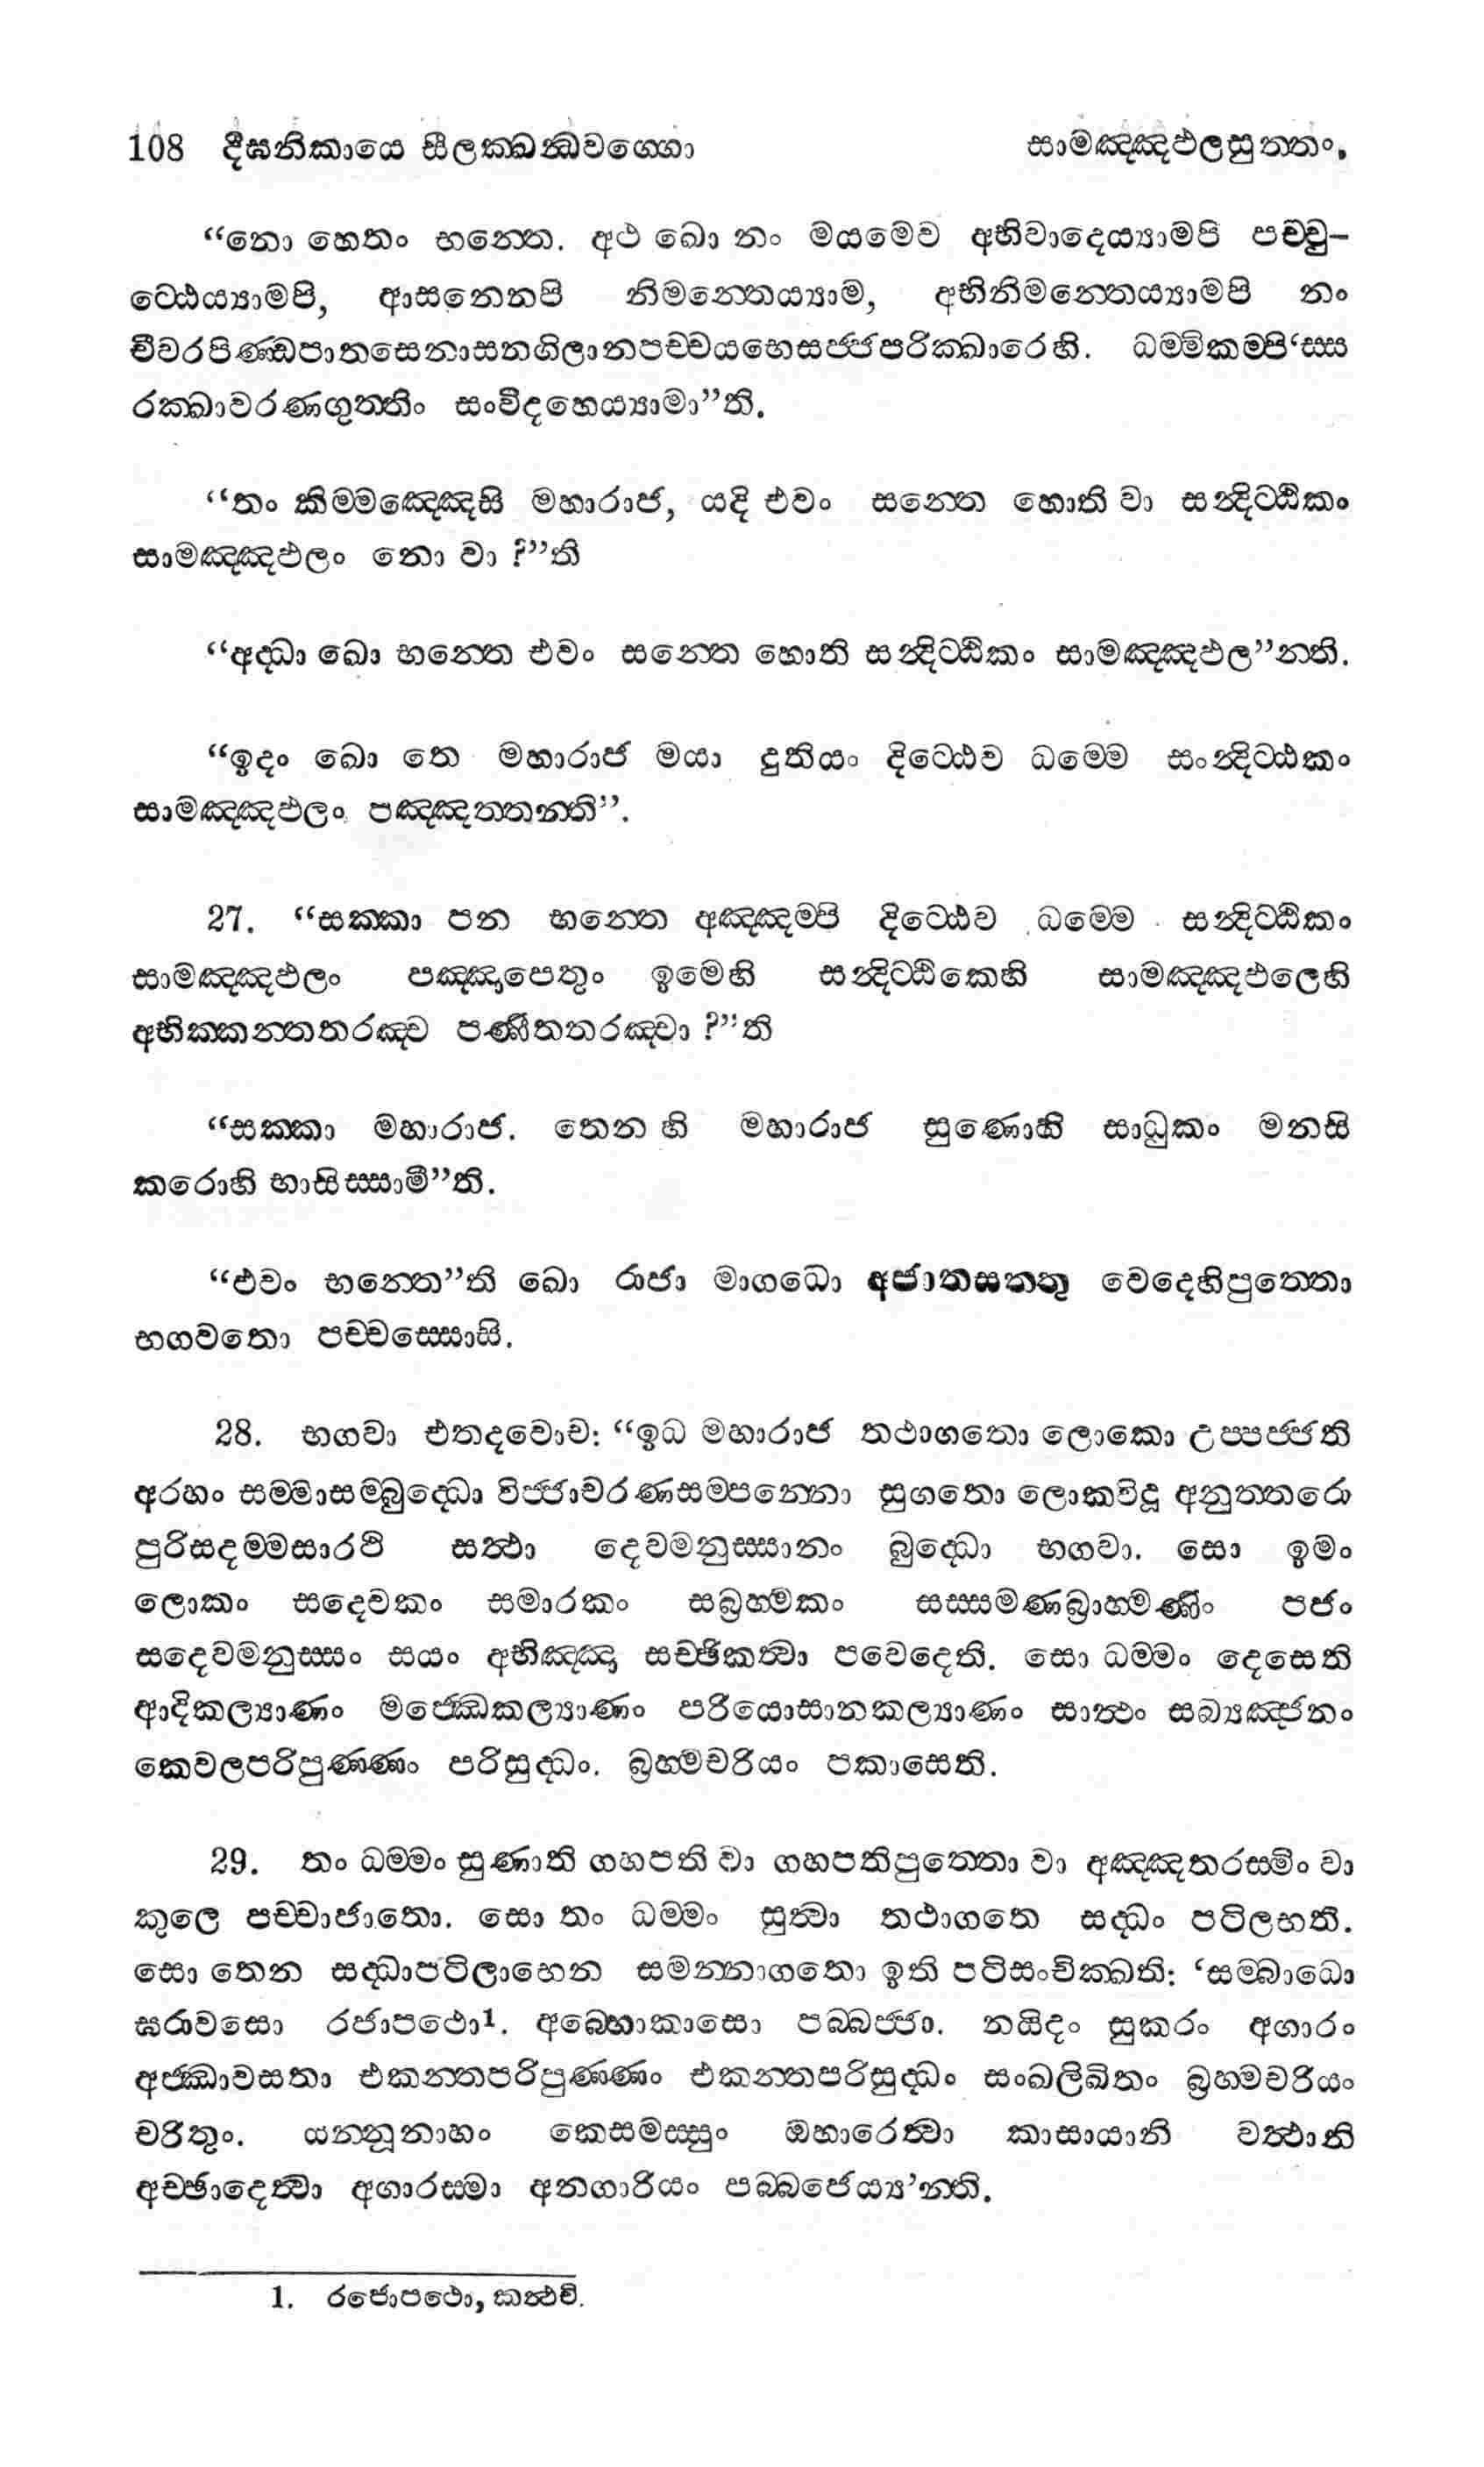 108 දීඝනිකායෙ සීලක්ඛන්ධවග්ගො සාමඤ්ඤඵලසුත්තං.
“නො හෙතං භන්තෙ. අථ ඛො නං මයමෙව අභිවාදෙය්‍යාමපි පච්චු-
ට්ඨෙය්‍යාමපි, ආසනෙනපි නිමන්තෙය්‍යාම, අභිනිමන්තෙය්‍යාමපි නං
චීවරපිණ්ඩපාතසෙනාසනගිලානපච්චයභෙසජ්ජපරික්ඛාරෙහි. ධම්මිකම්පි‘ස්ස
රක්ඛාවරණගුත්තිං සංවිදහෙය්‍යාමා”ති.
“තං කිම්මඤ්ඤෙසි මහාරාජ, යදි එවං සන්තෙ හොති වා සන්දිට්ඨිකං
සාමඤ්ඤඵලං නො වා ?”ති
“අද්ධා ඛො භන්තෙ එවං සන්තෙ හොති සන්දිට්ඨිකං සාමඤ්ඤඵල”න්ති.
“ඉදං ඛො තෙ මහාරාජ මයා දුතියං දිට්ඨෙව ධම්මෙ සංන්දිට්ඨකං
සාමඤ්ඤඵලං පඤ්ඤත්තන්ති”.
27. “සක්කා පන භන්තෙ අඤ්ඤම්පි දිට්ඨෙව ධම්මෙ සන්දිට්ඨිකං
සාමඤ්ඤඵලං පඤ්ඤාපෙතුං ඉමෙහි සන්දිට්ඨිකෙහි සාමඤ්ඤඵලෙහි
අභික්කන්තතරඤ්ච පණීතතරඤ්චා ?”ති
“සක්කා මහාරාජ. තෙන හි මහාරාජ සුණොහි සාධුකං මනසි
කරොහි භාසිස්සාමී”ති.
“එවං භන්තෙ”ති ඛො රාජා මාගධො අජාතසත්තු වෙදෙහිපුත්තො
භගවතො පච්චස්සොසි.
28. භගවා එතදවොච: “ඉධ මහාරාජ තථාගතො ලොකො උප්පජ්ජති
අරහං සම්මාසම්බුද්ධො විජ්ජාචරණසම්පන්නො සුගතො ලොකවිදූ අනුත්තරො
පුරිසදම්මසාරථි සත්ථා දෙවමනුස්සානං බුද්ධො භගවා. සො ඉමං
ලොකං සදෙවකං සමාරකං සබ්‍රහ්මකං සස්සමණබ්‍රාහ්මණිං පජං
සදෙවමනුස්සං සයං අභිඤ්ඤා සච්ඡිකත්වා පවෙදෙති. සො ධම්මං දෙසෙති
ආදිකල්‍යාණං මජ්ඣෙකල්‍යාණං පරියොසානකල්‍යාණං සාත්ථං සබ්‍යඤ්ජනං
කෙවලපරිපුණ්ණං පරිසුද්ධං. බ්‍රහ්මචරියං පකාසෙති.
29. තං ධම්මං සුණාති ගහපති වා ගහපතිපුත්තො වා අඤ්ඤතරස්මිං වා
කුලෙ පච්චාජාතො. සො තං ධම්මං සුත්වා තථාගතෙ සද්ධං පටිලභති.
සො තෙන සද්ධාපටිලාභෙන සමන්නාගතො ඉති පටිසංචික්ඛති: ‘සම්බාධො
ඝරාවසො රජාපථො1. අබ්භොකාසො පබ්බජ්ජා. නයිදං සුකරං අගාරං
අජ්ඣාවසතා එකන්තපරිපුණ්ණං එකන්තපරිසුද්ධං සංඛලිඛිතං බ්‍රහ්මචරියං
චරිතුං. යන්නූනාහං කෙසමස්සුං ඔහාරෙත්වා කාසායානි වත්ථානි
අච්ඡාදෙත්වා අගාරස්මා අනගාරියං පබ්බජෙය්‍ය’න්ති.
1. රජොපථො, කත්ථචි.